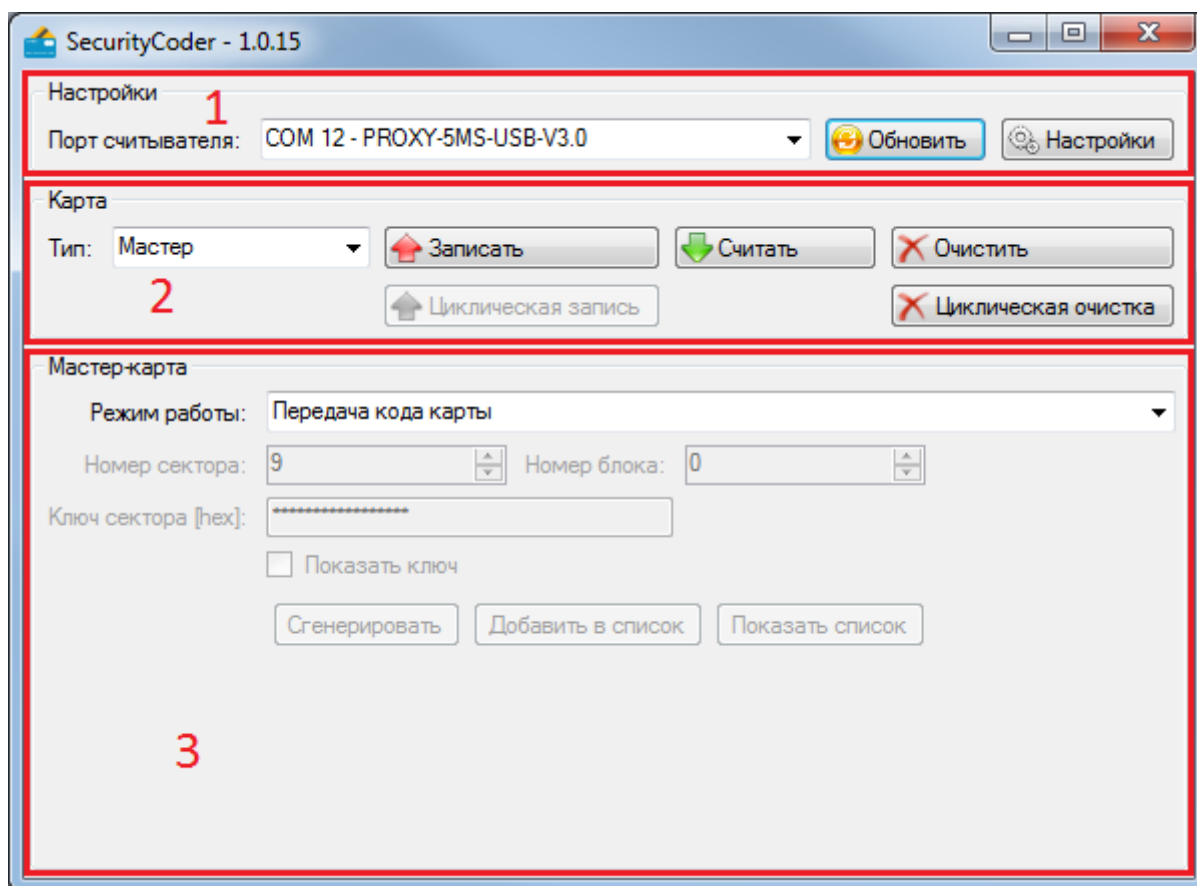 SecurityCoder - 1.0.15
Настройки
1
Порт считывателя: COM 12 - PROXY-5MS-USB-V3.0 Обновить Настройки
Карта
Тип: Мастер Записать Считать Очистить
2 Циклическая запись Циклическая очистка
Мастер-карта
Режим работы: Передача кода карты
Номер сектора: 9 Номер блока: 0
Ключ сектора [hex]: *****************
Показать ключ
Сгенерировать Добавить в список Показать список
3